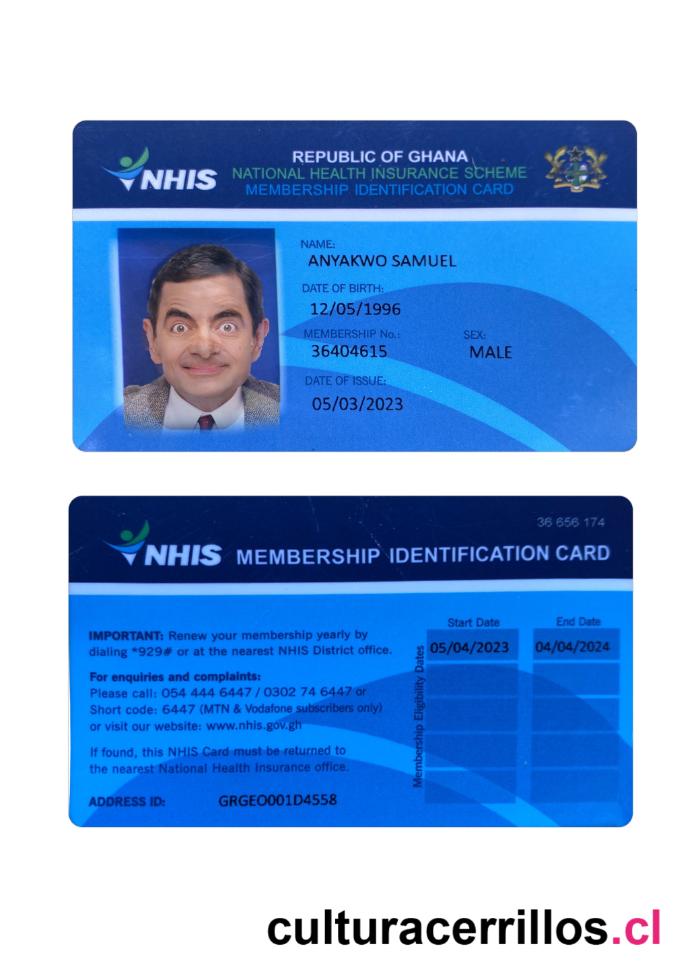 NHIS
REPUBLIC OF GHANA
NATIONAL HEALTH INSURANCE SCHEME
MEMBERSHIP IDENTIFICATION CARD
NAME:
ANYAKWO SAMUEL
DATE OF BIRTH:
12/05/1996
MEMBERSHIP No.: SEX:
36404615 MALE
DATE OF ISSUE:
05/03/2023
36 656 174
NHIS MEMBERSHIP IDENTIFICATION CARD
IMPORTANT: Renew your membership yearly by
dialing *929# or at the nearest NHIS District office.
For enquiries and complaints:
Please call: 054 444 6447 / 0302 74 6447 or
Short code: 6447 (MTN & Vodafone subscribers only)
or visit our website: www.nhis.gov.gh
If found, this NHIS Card must be returned to
the nearest National Health Insurance office.
ADDRESS ID: GRGEO001D4558
Membership Eligibility Dates
Start Date End Date
05/04/2023 04/04/2024
culturacerrillos.cl